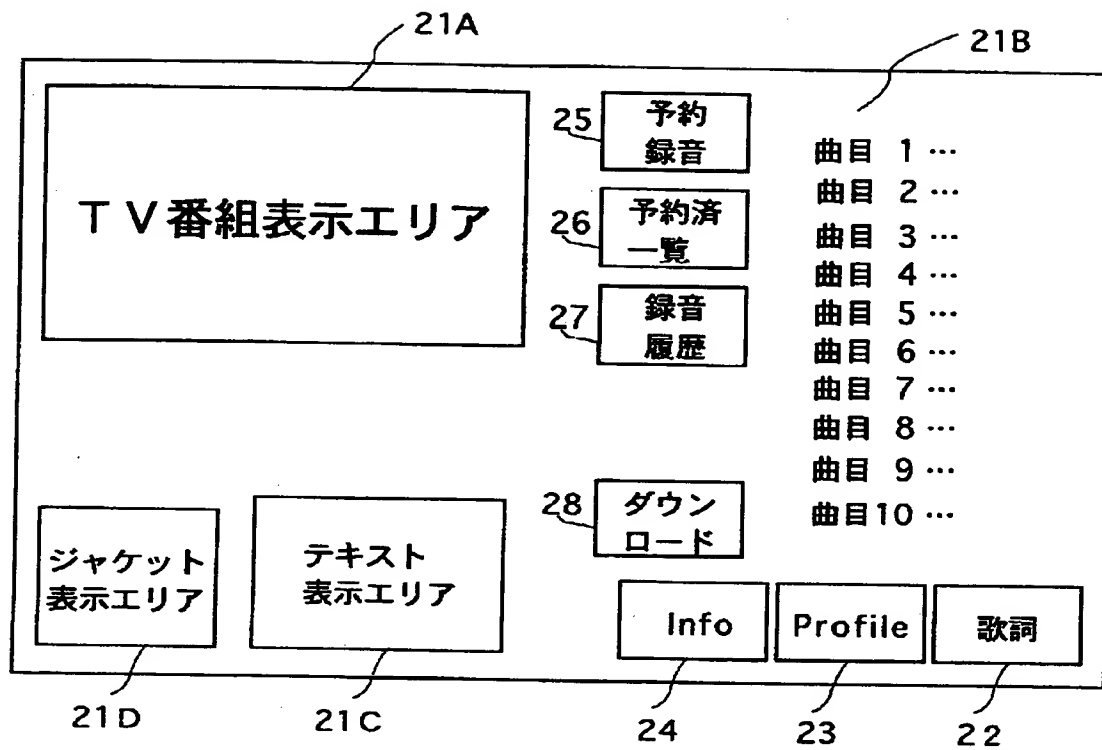 21A
21B
TV番組表示エリア
25
予約
録音
26
予約済
一覧
27
録音
履歴
曲目 1 …
曲目 2 …
曲目 3 …
曲目 4 …
曲目 5 …
曲目 6 …
曲目 7 …
曲目 8 …
曲目 9 …
曲目10 …
28
ダウン
ロード
ジャケット
表示エリア
テキスト
表示エリア
Info
Profile
歌詞
21D
21C
24
23
22